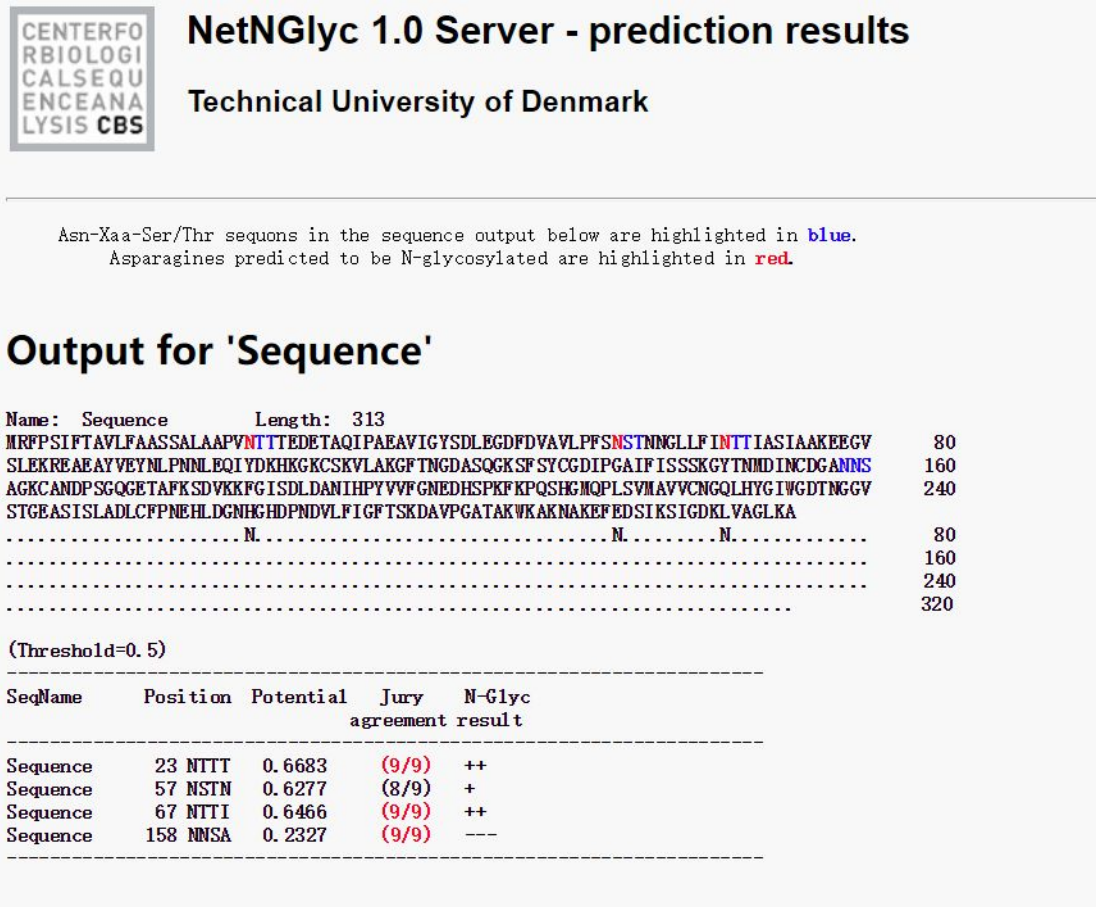 CENTERFO
RBIOLOGI
CALSEQU
ENCEANA
LYSIS CBS
NetNGlyc 1.0 Server - prediction results
Technical University of Denmark
Asn-Xaa-Ser/Thr sequons in the sequence output below are highlighted in blue.
Asparagines predicted to be N-glycosylated are highlighted in red.
Output for 'Sequence'
Name:  Sequence    Length:  313
MRFPSIFTAVLFAASSALAAPVNTTTEDETAQIPAEAVIGYSDLEGDFDVAVLPFSNSTNNGLLFINTTIASIAAKEEGV 80
SLEKREAEAYVEYNLPNNLEQIYDKHKGKCSKVLAKGFTNGDASQGKSFSYCGDIPGAIFISSSKGYTNMDINCDGANNS 160
AGKCANDPSGQGETAFKSDVKKFGISDLDANIHPYVVFGNEDHSPKFKPQSHGMQPLSVMAVVCNGQLHYGIWGDTNGGV 240
STGEASISLADLCFPNEHLDGNHGHDPNDVLFIGFTSKDAVPGATAKWKAKNAKEFEDSIKSIGDKLVAGLKA
......................N.................................N.........N............. 80
................................................................................ 160
................................................................................ 240
......................................................................... 320
(Threshold=0.5)
----------------------------------------------------------------------
SeqName Position Potential Jury N-Glyc
agreement result
----------------------------------------------------------------------
Sequence 23 NTTT 0.6683 (9/9) ++
Sequence 57 NSTN 0.6277 (8/9) +
Sequence 67 NTTI 0.6466 (9/9) ++
Sequence 158 NNSA 0.2327 (9/9) ---
----------------------------------------------------------------------